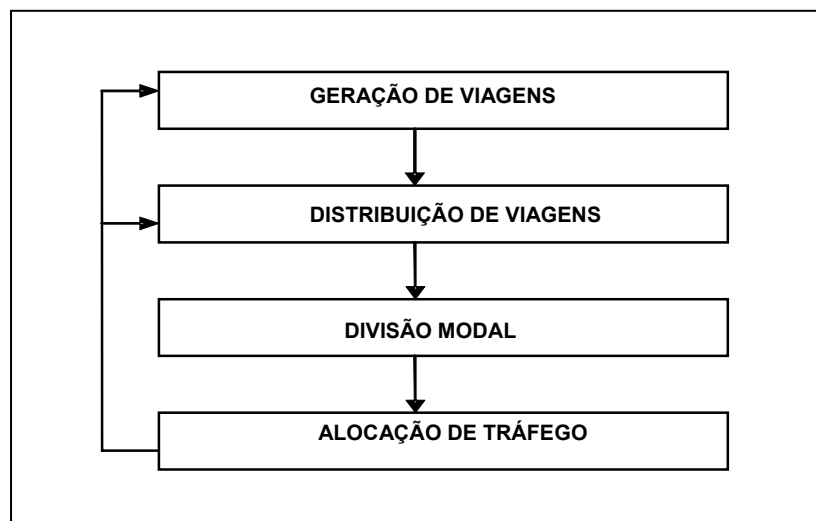 GERAÇÃO DE VIAGENS
DISTRIBUIÇÃO DE VIAGENS
DIVISÃO MODAL
ALOCAÇÃO DE TRÁFEGO